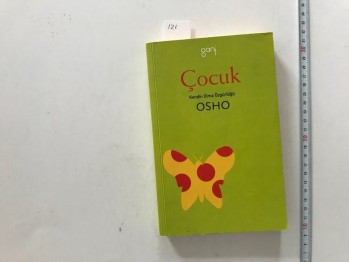 121
ganj
Çocuk
Kendin Olma Özgürlüğü
OSHO